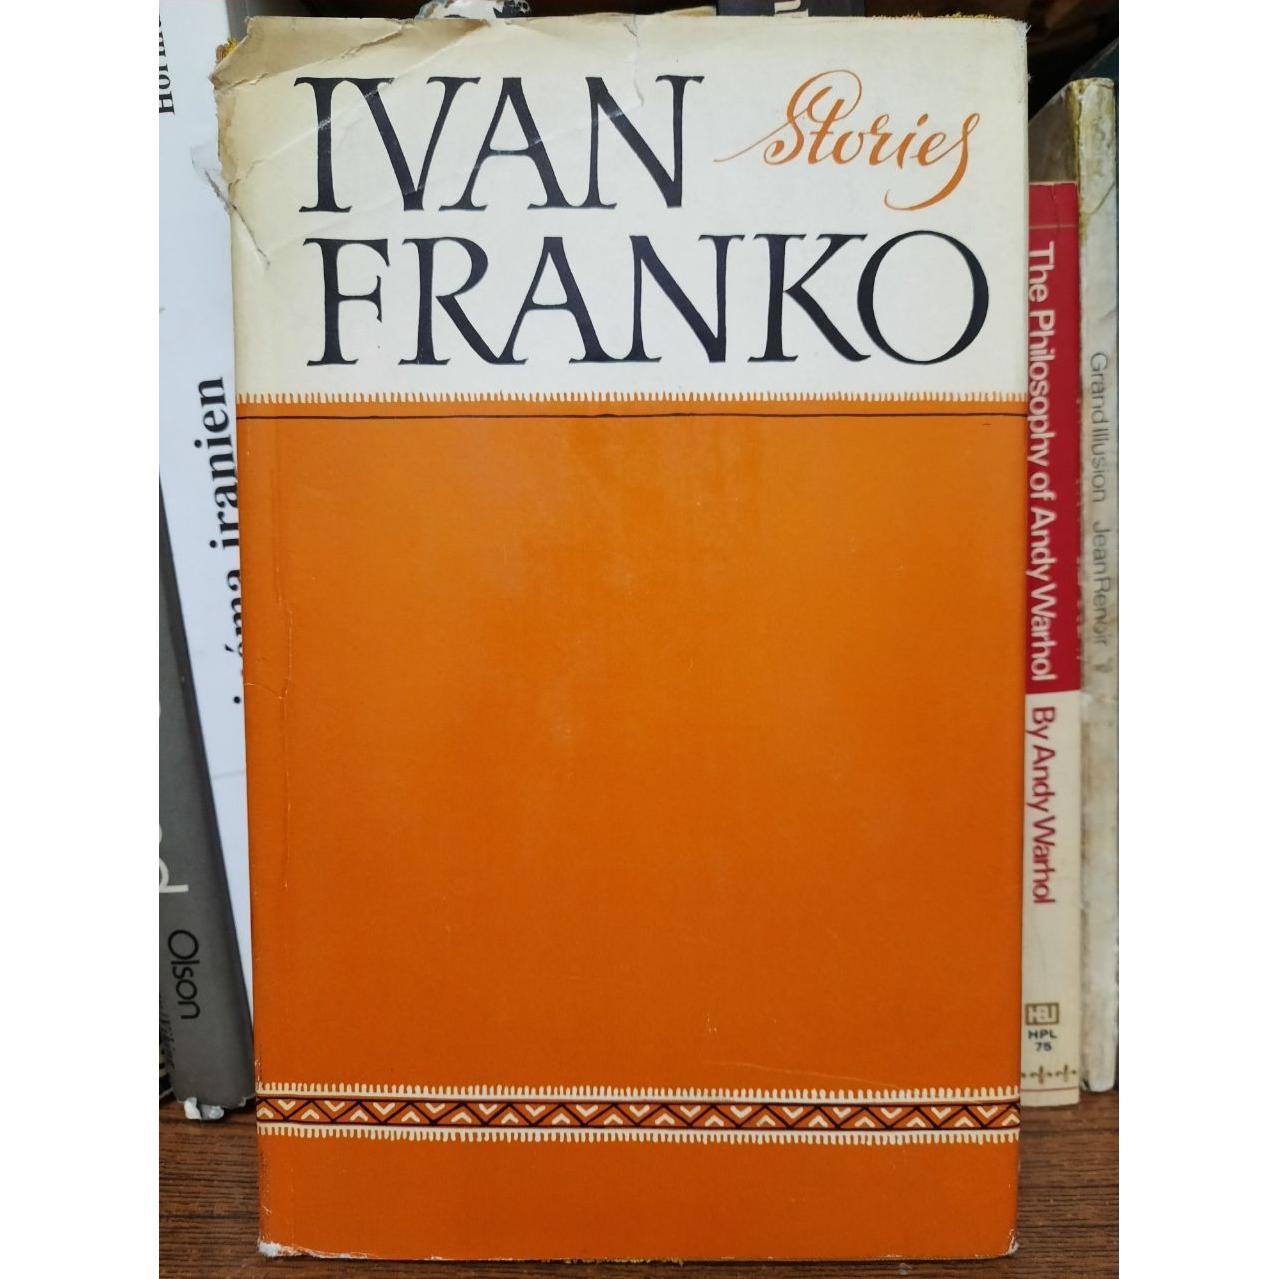 IVAN
Stories
FRANKO
iranien
Olson
The Philosophy of Andy Warhol By Andy Warhol
HPL
75
Grand Illusion Jean Renoir